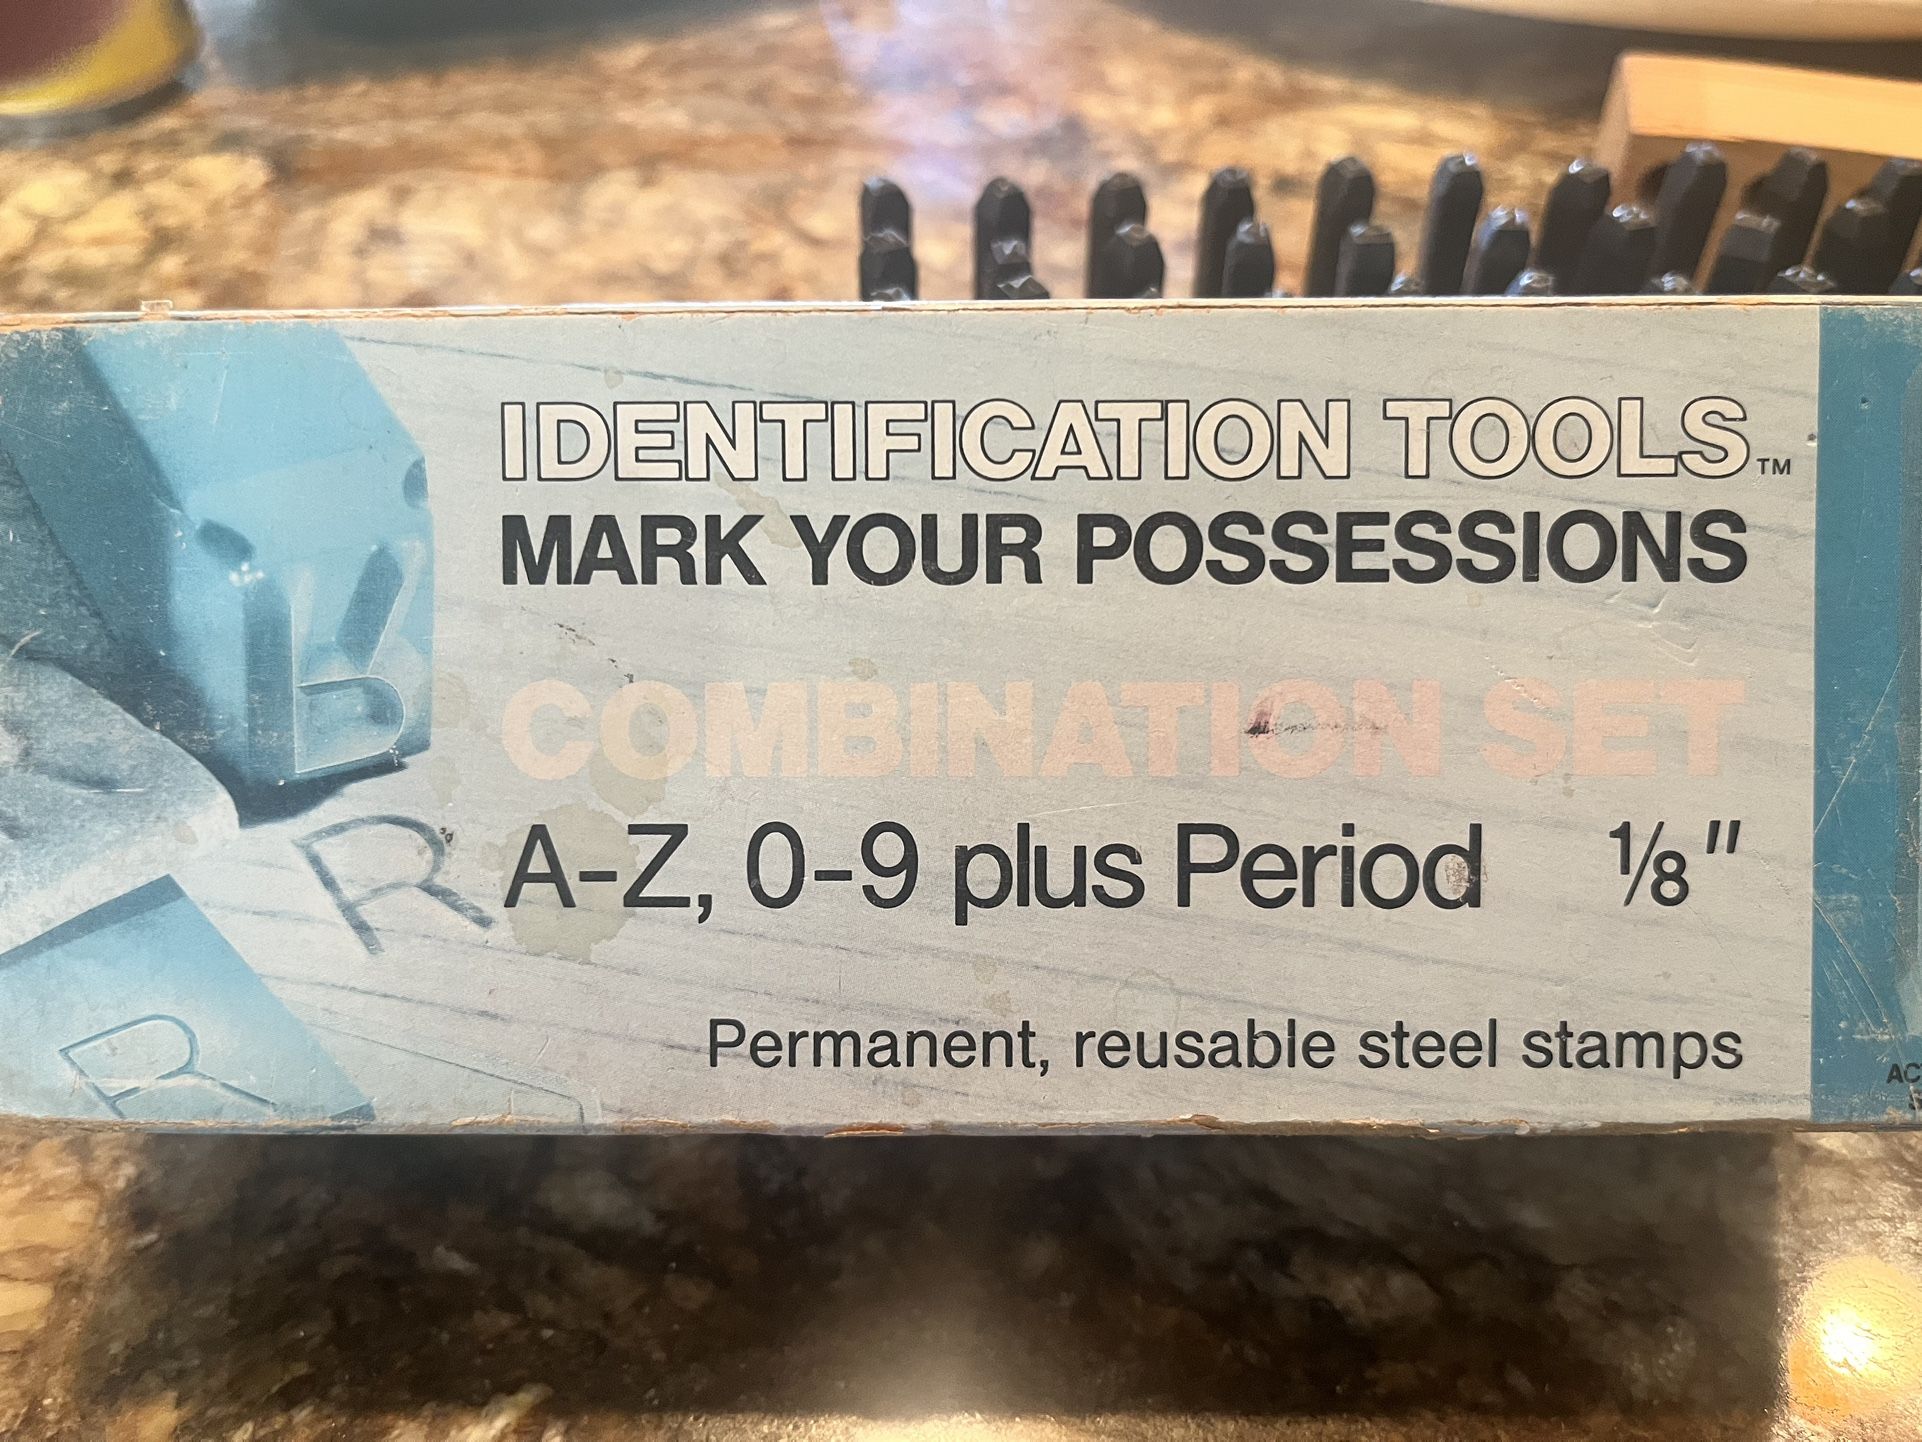 IDENTIFICATION TOOLS™
MARK YOUR POSSESSIONS
COMBINATION SET
A-Z, 0-9 plus Period 1/8"
Permanent, reusable steel stamps
R
R
R